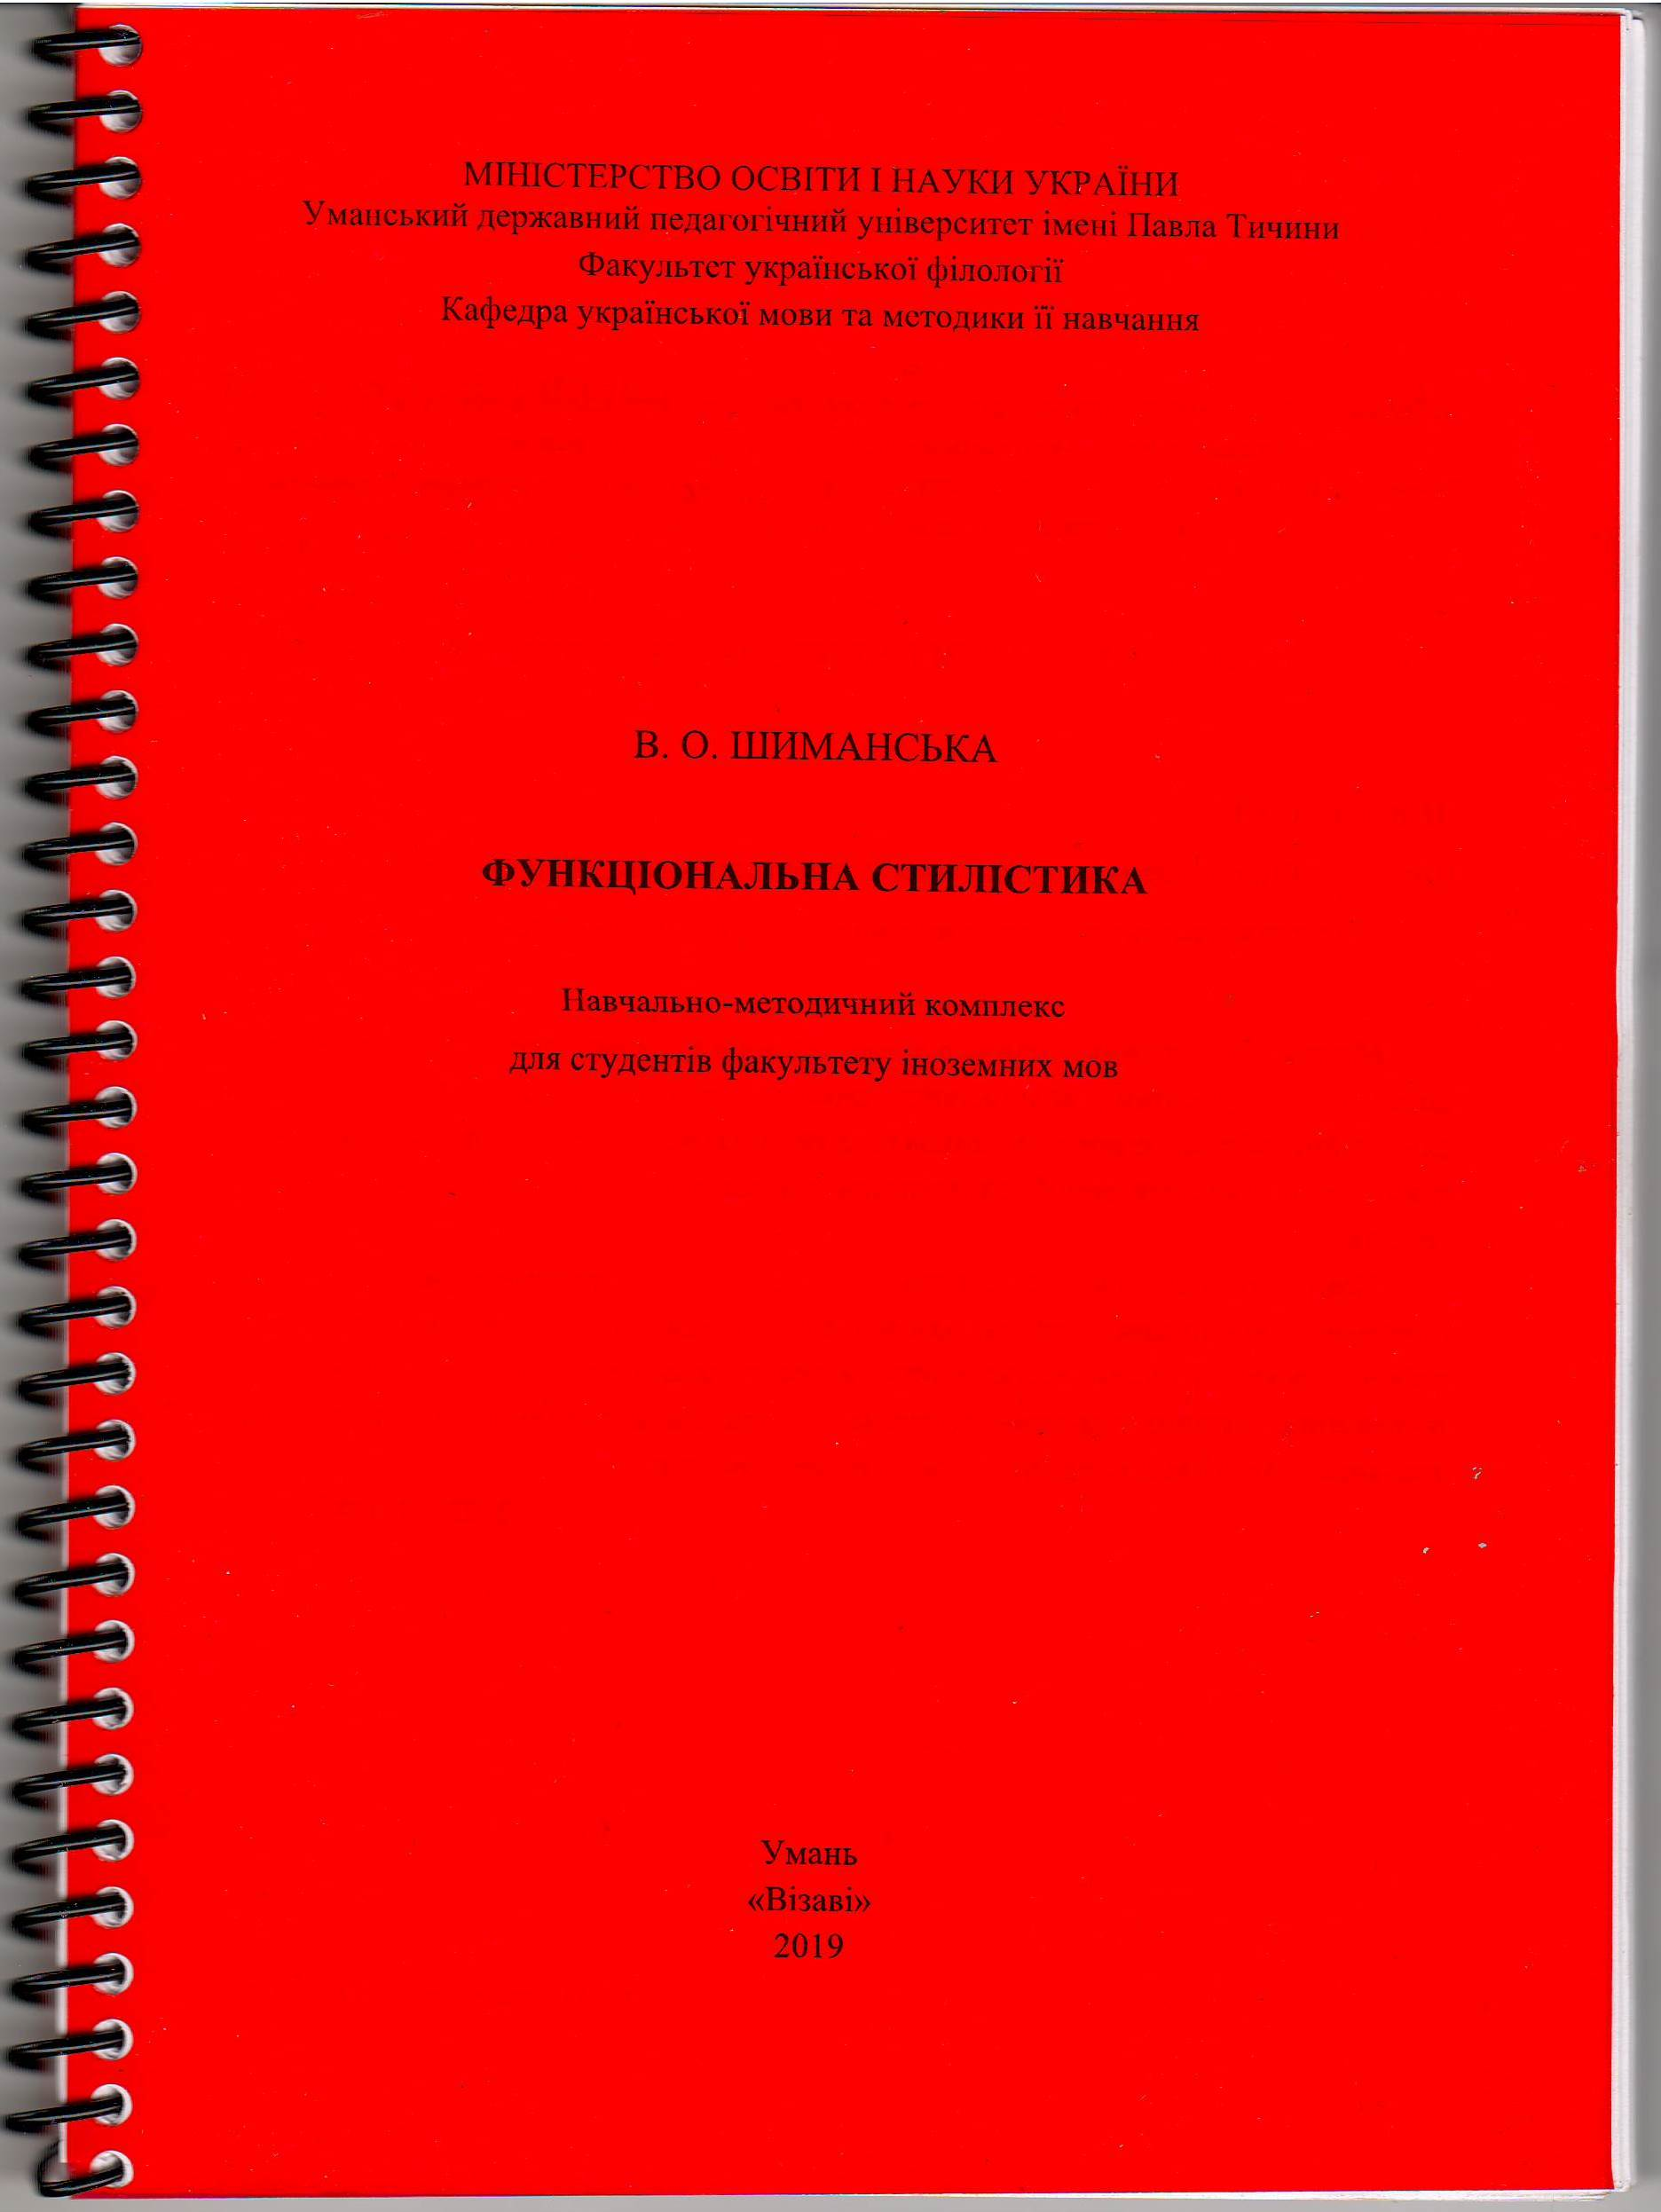 МІНІСТЕРСТВО ОСВІТИ І НАУКИ УКРАЇНИ
Уманський державний педагогічний університет імені Павла Тичини
Факультет української філології
Кафедра української мови та методики її навчання
В. О. ШИМАНСЬКА
ФУНКЦІОНАЛЬНА СТИЛІСТИКА
Навчально-методичний комплекс
для студентів факультету іноземних мов
Умань
«Візаві»
2019